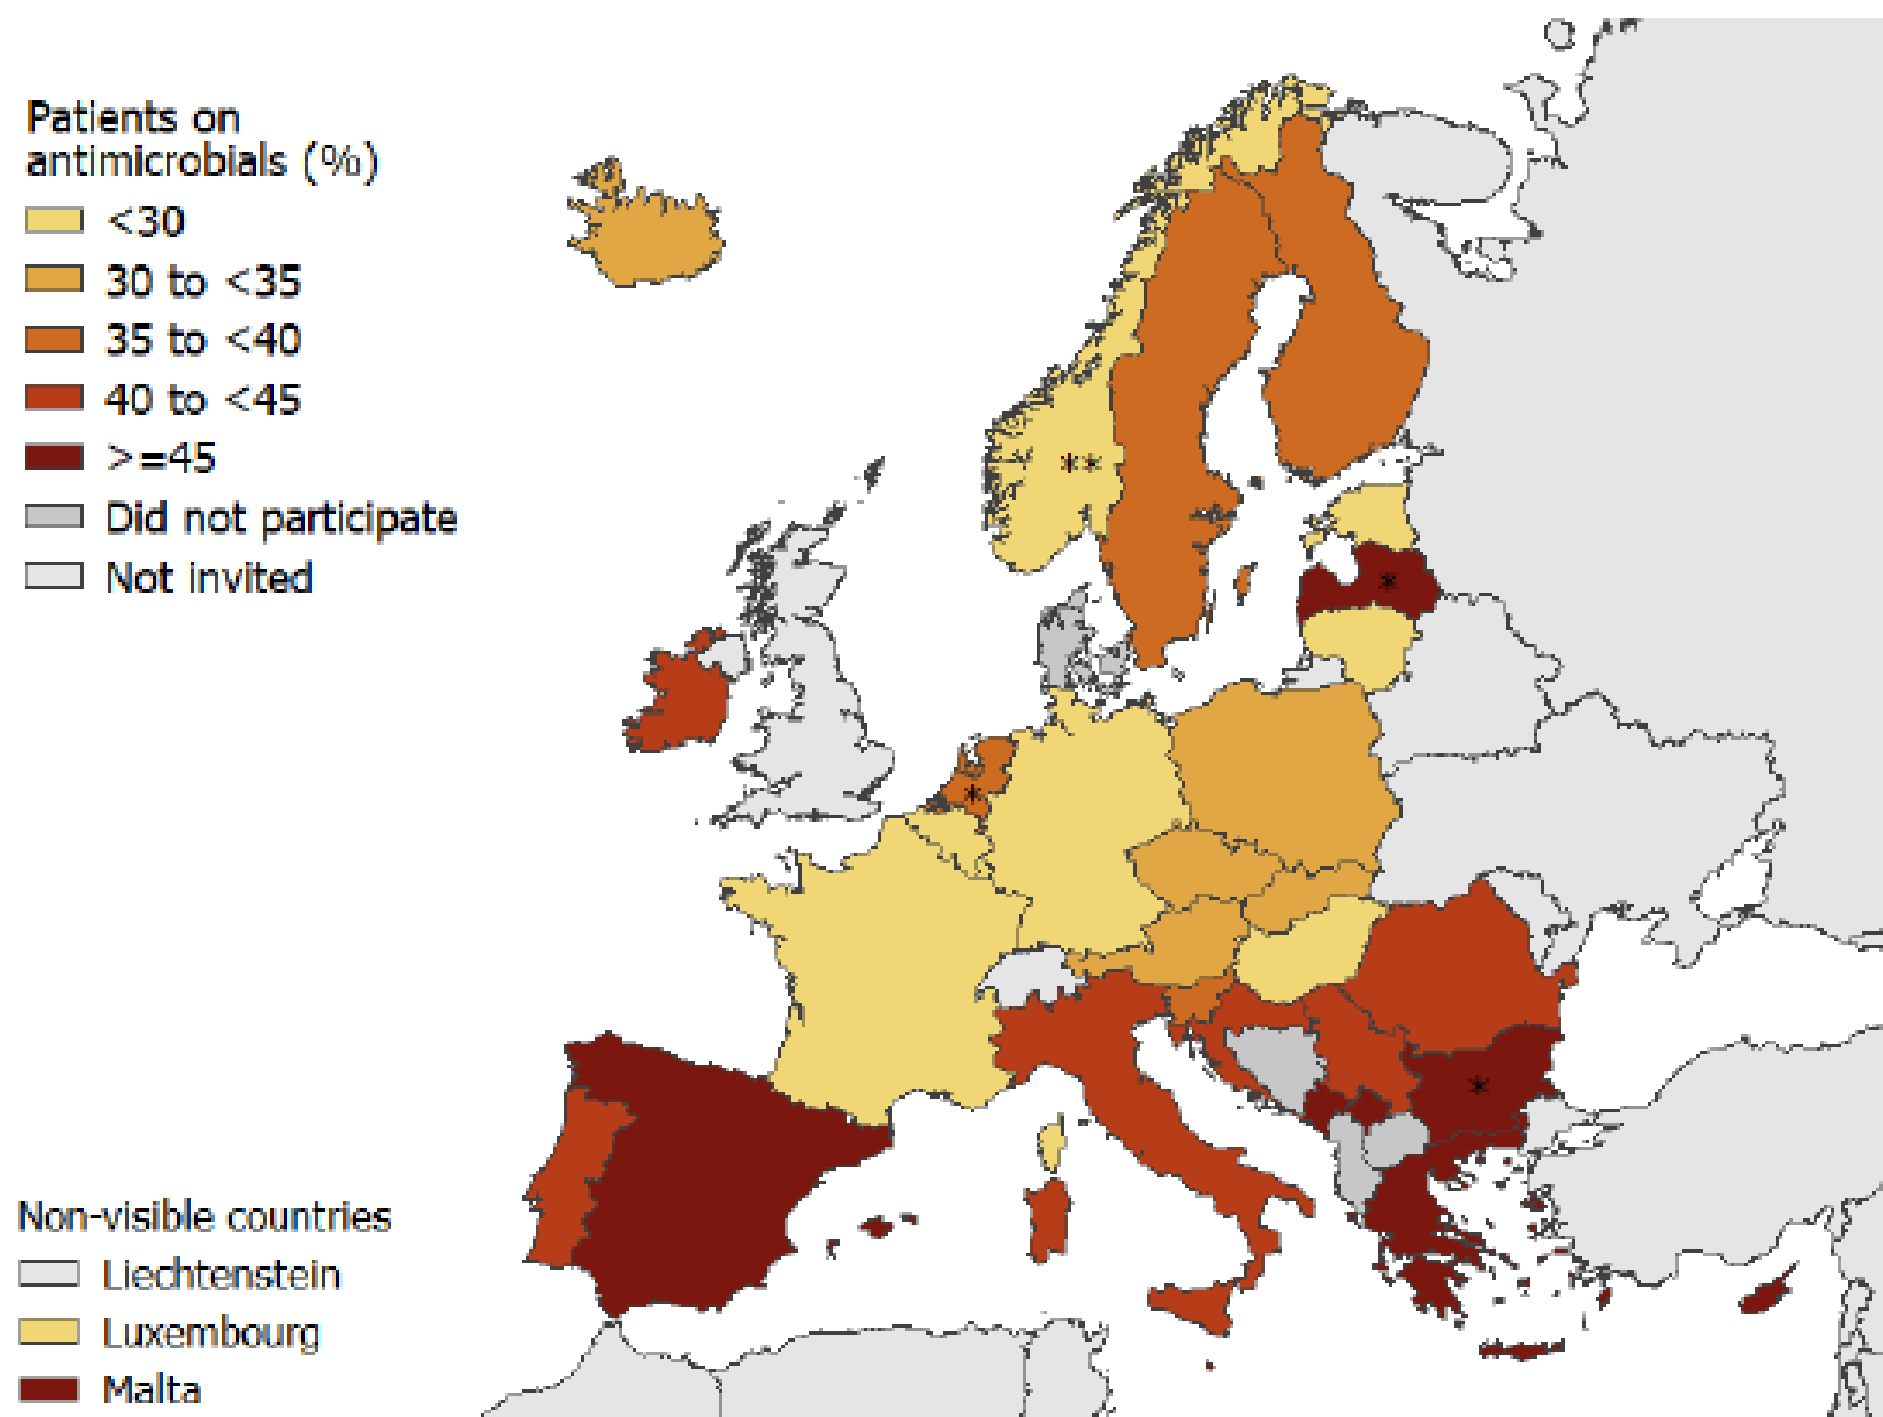 Patients on
antimicrobials (%)
<30
30 to <35
35 to <40
40 to <45
>=45
Did not participate
Not invited
**
*
*
*
Non-visible countries
Liechtenstein
Luxembourg
Malta